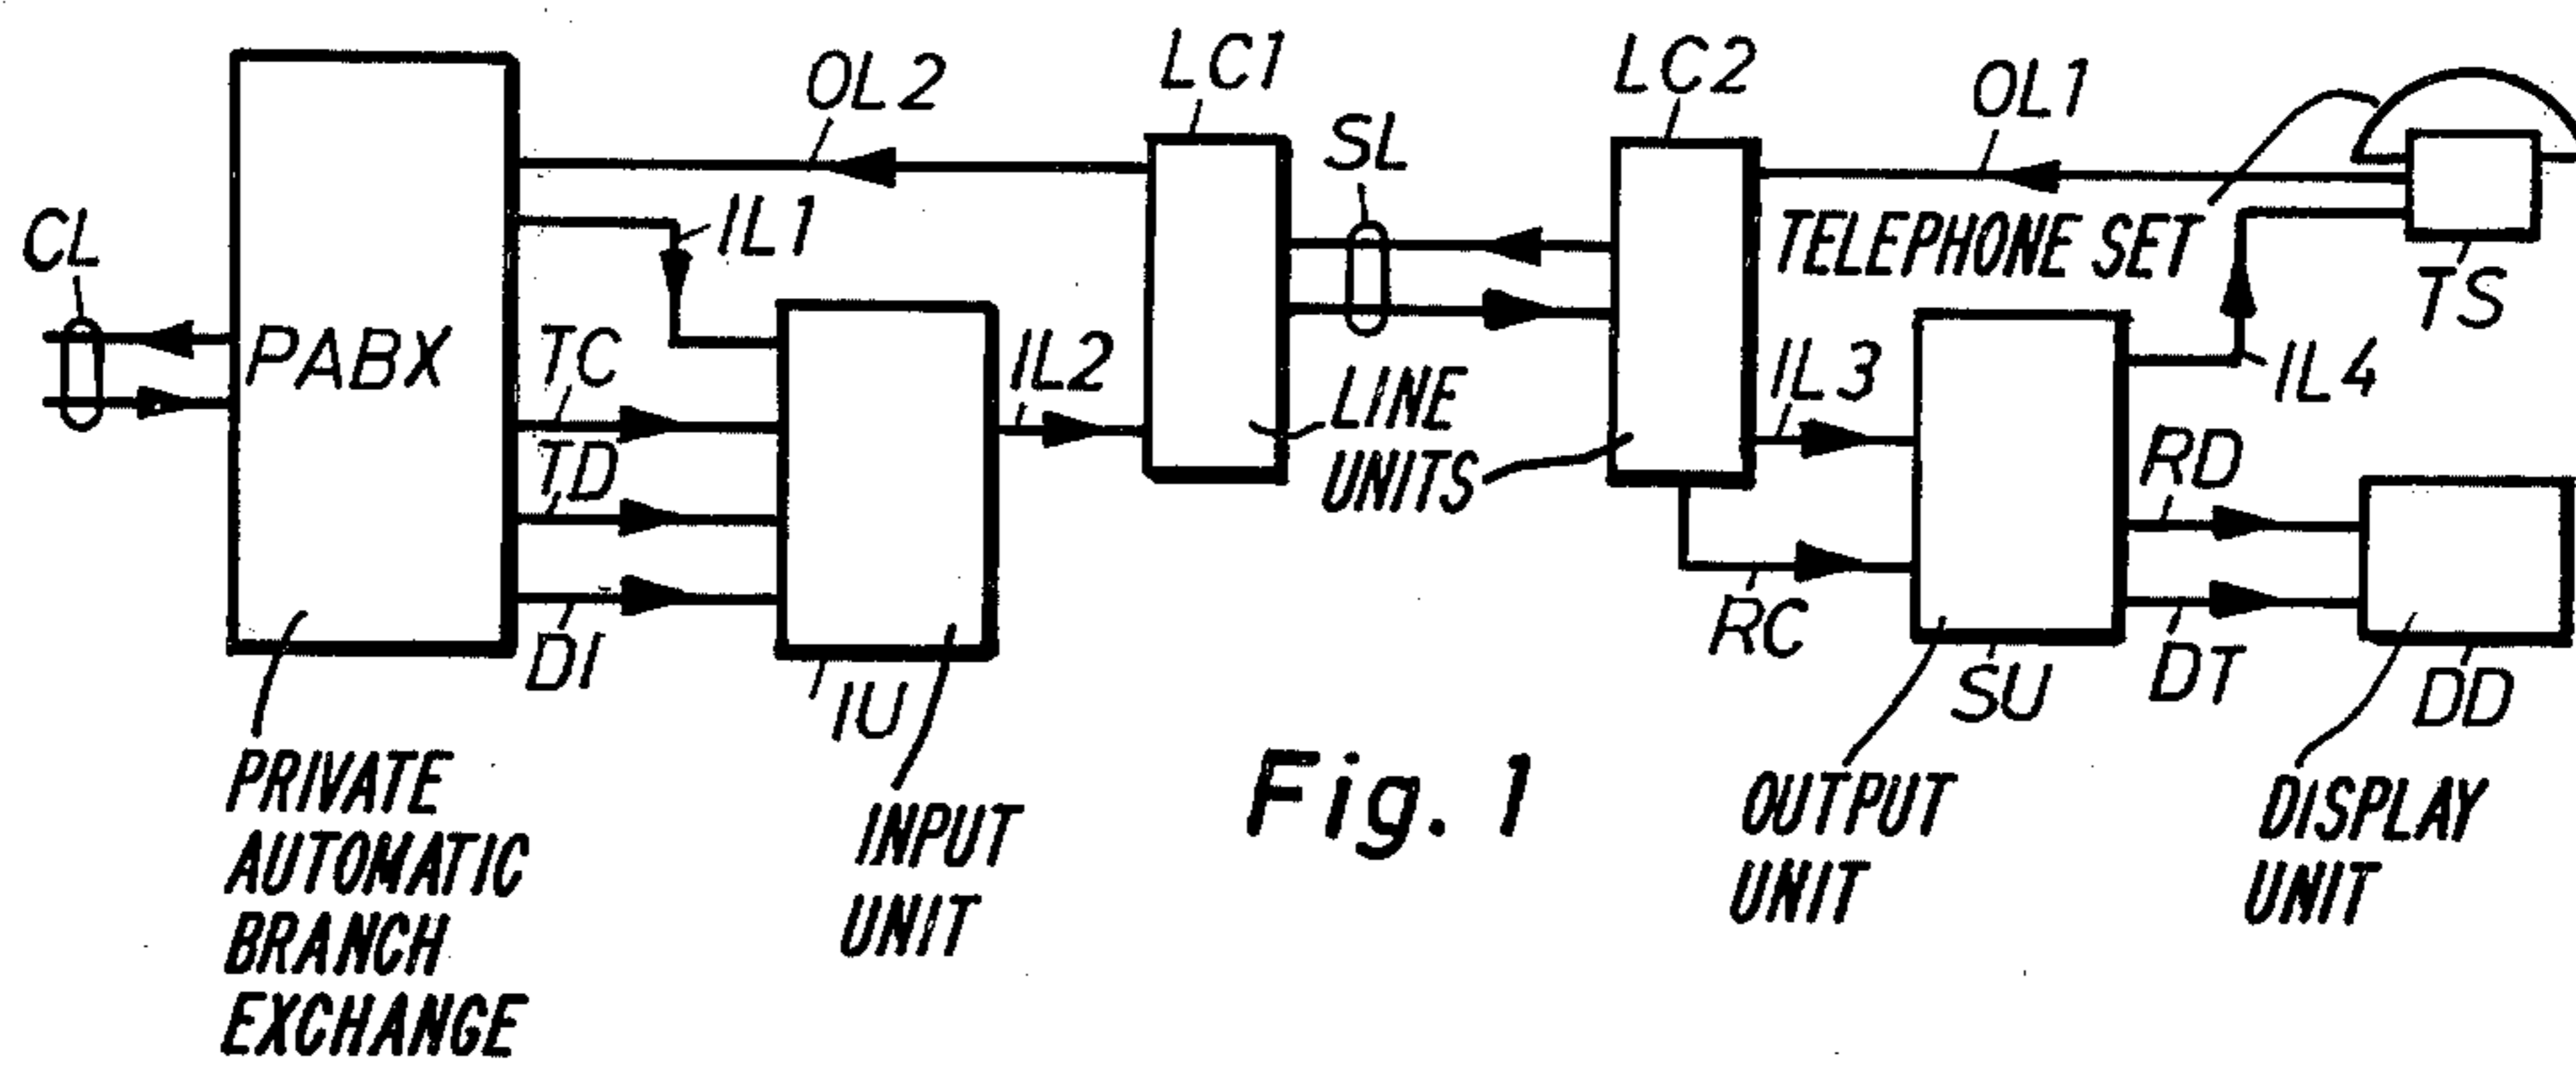 LC1
LC2
OL2
OL1
SL
CL
IL1
TELEPHONE SET
TS
PABX
TC
IL2
LINE
UNITS
IL3
IL4
TD
RD
DI
IU
RC
SU
DT
DD
PRIVATE
AUTOMATIC
BRANCH
EXCHANGE
INPUT
UNIT
Fig. 1
OUTPUT
UNIT
DISPLAY
UNIT